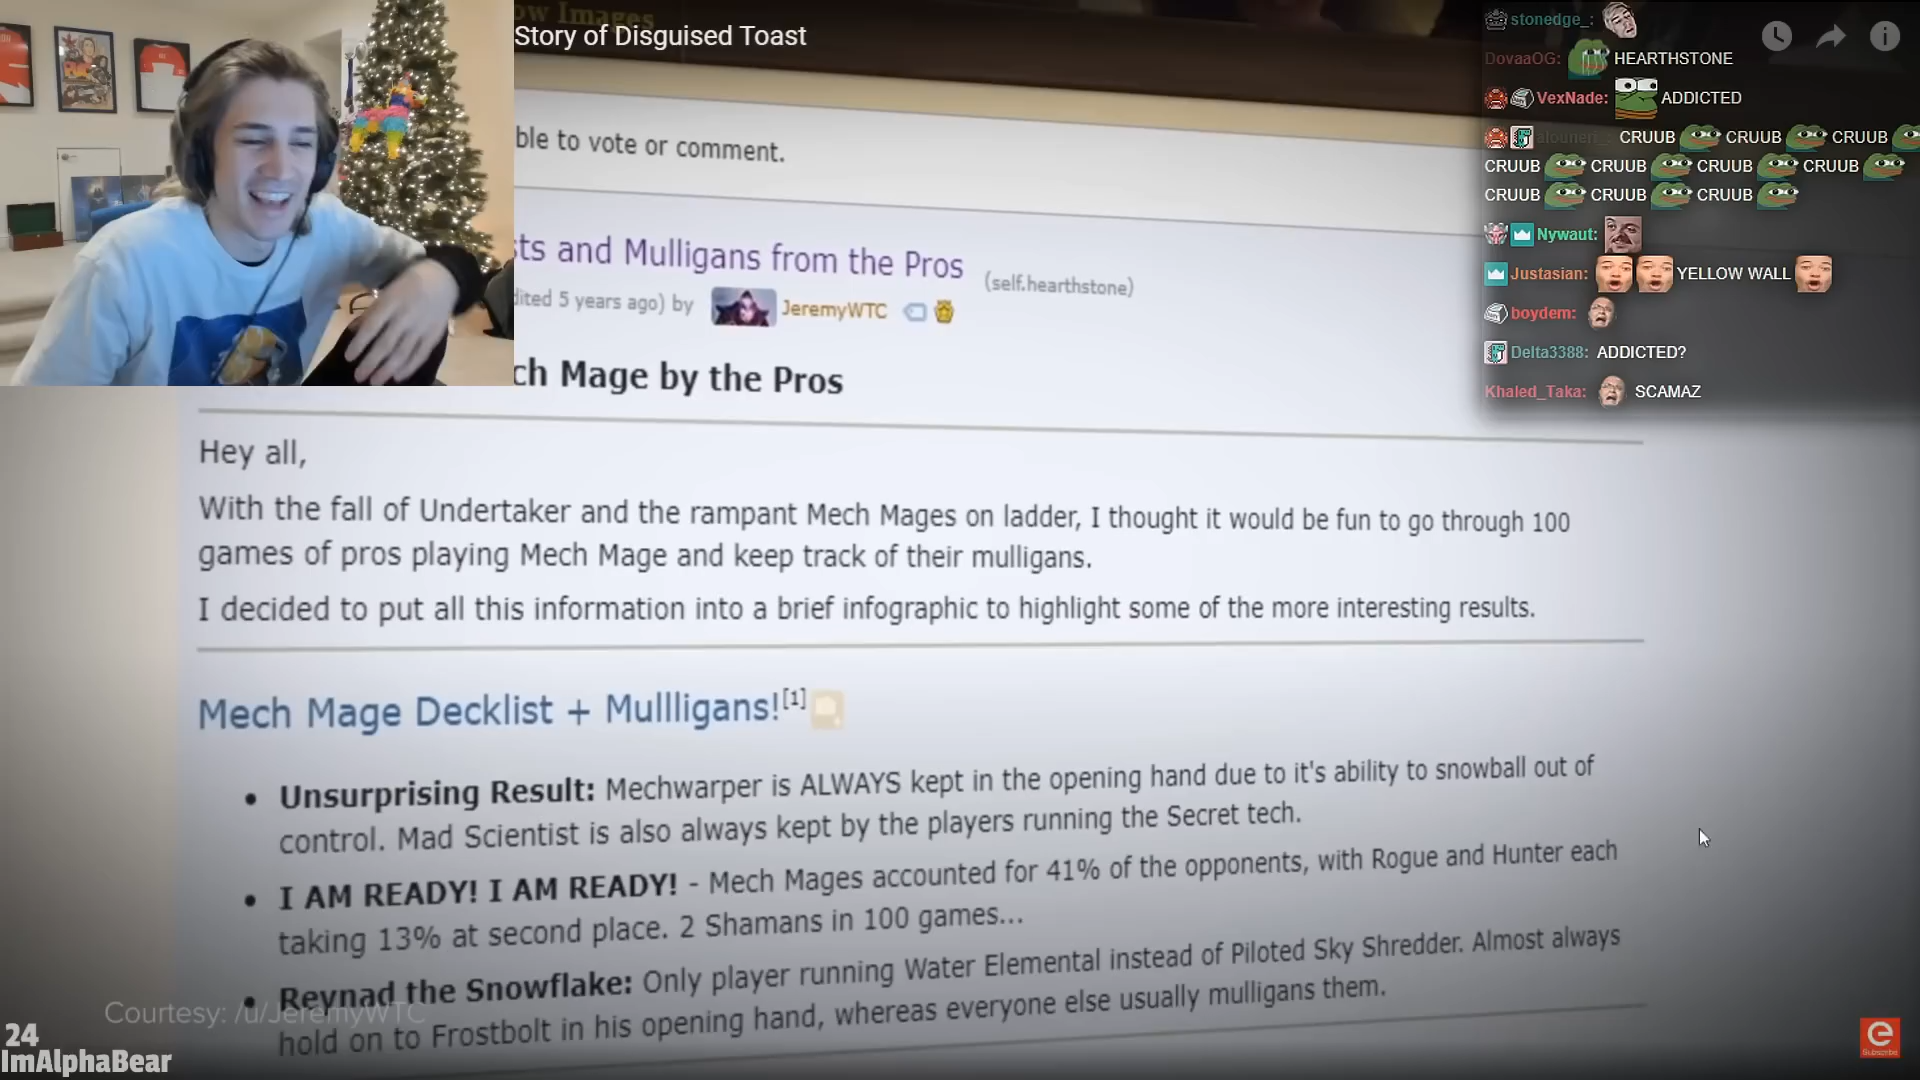 ow Images
Story of Disguised Toast
stonedge_:
DovaaOG: HEARTHSTONE
VexNade: ADDICTED
alouneri_: CRUUB CRUUB CRUUB
CRUUB CRUUB CRUUB CRUUB
CRUUB CRUUB CRUUB
Nywaut:
Justasian: YELLOW WALL
boydem:
Delta3388: ADDICTED?
Khaled_Taka: SCAMAZ
ble to vote or comment.
sts and Mulligans from the Pros (self.hearthstone)
dited 5 years ago) by JeremyWTC
ch Mage by the Pros
Hey all,
With the fall of Undertaker and the rampant Mech Mages on ladder, I thought it would be fun to go through 100
games of pros playing Mech Mage and keep track of their mulligans.
I decided to put all this information into a brief infographic to highlight some of the more interesting results.
Mech Mage Decklist + Mullligans![1]
• Unsurprising Result: Mechwarper is ALWAYS kept in the opening hand due to it's ability to snowball out of
control. Mad Scientist is also always kept by the players running the Secret tech.
• I AM READY! I AM READY! - Mech Mages accounted for 41% of the opponents, with Rogue and Hunter each
taking 13% at second place. 2 Shamans in 100 games...
• Reynad the Snowflake: Only player running Water Elemental instead of Piloted Sky Shredder. Almost always
hold on to Frostbolt in his opening hand, whereas everyone else usually mulligans them.
Courtesy: /u/JeremyWTC
24
ImAlphaBear
e
Subscribe